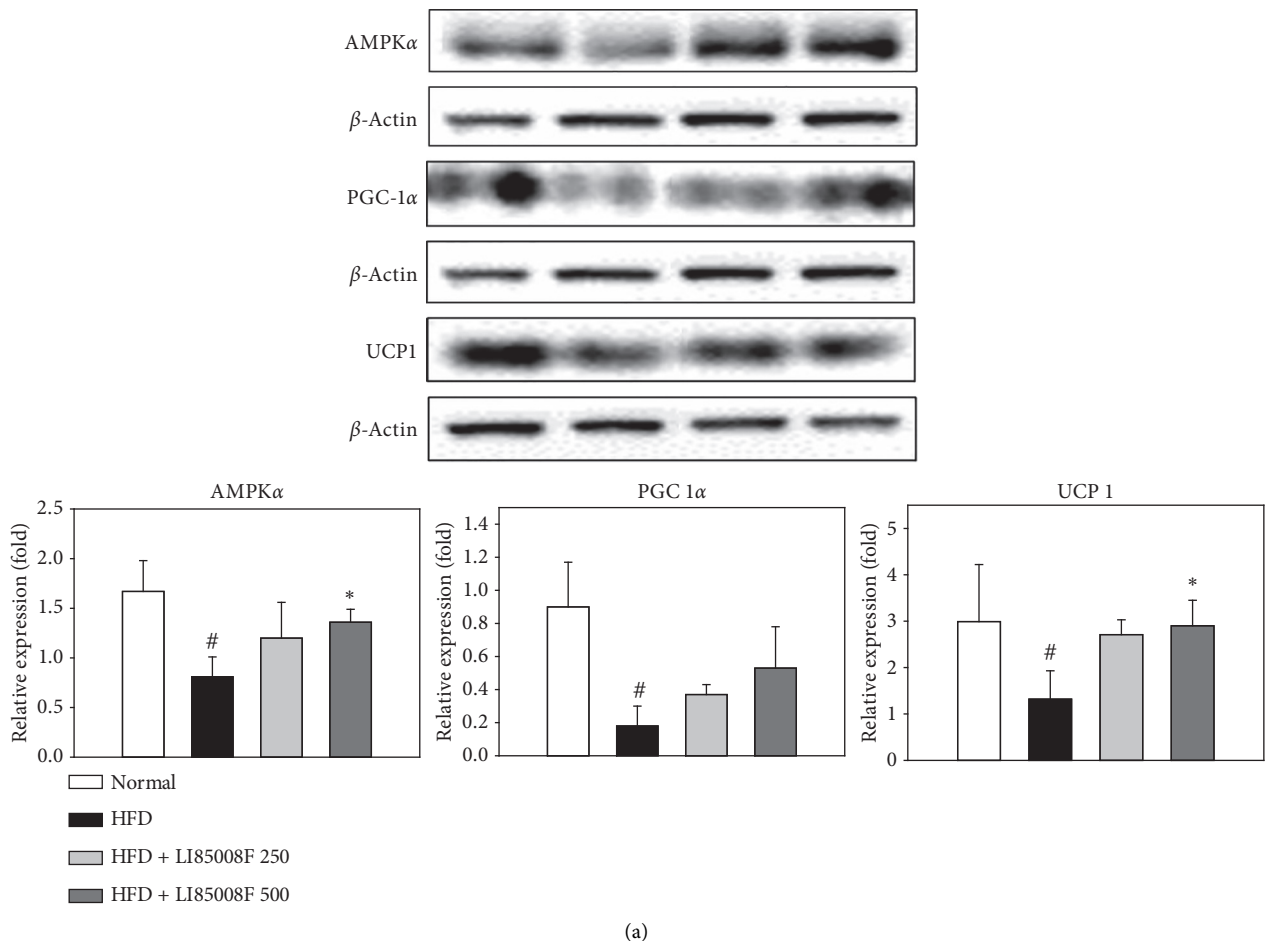 AMPKα
β-Actin
PGC-1α
β-Actin
UCP1
β-Actin
AMPKα
Relative expression (fold)
2.5
2.0
1.5
1.0
0.5
0.0
#
*
PGC 1α
Relative expression (fold)
1.4
1.2
1.0
0.8
0.6
0.4
0.2
0.0
#
UCP 1
Relative expression (fold)
5
4
3
2
1
0
#
*
Normal
HFD
HFD + LI85008F 250
HFD + LI85008F 500
(a)